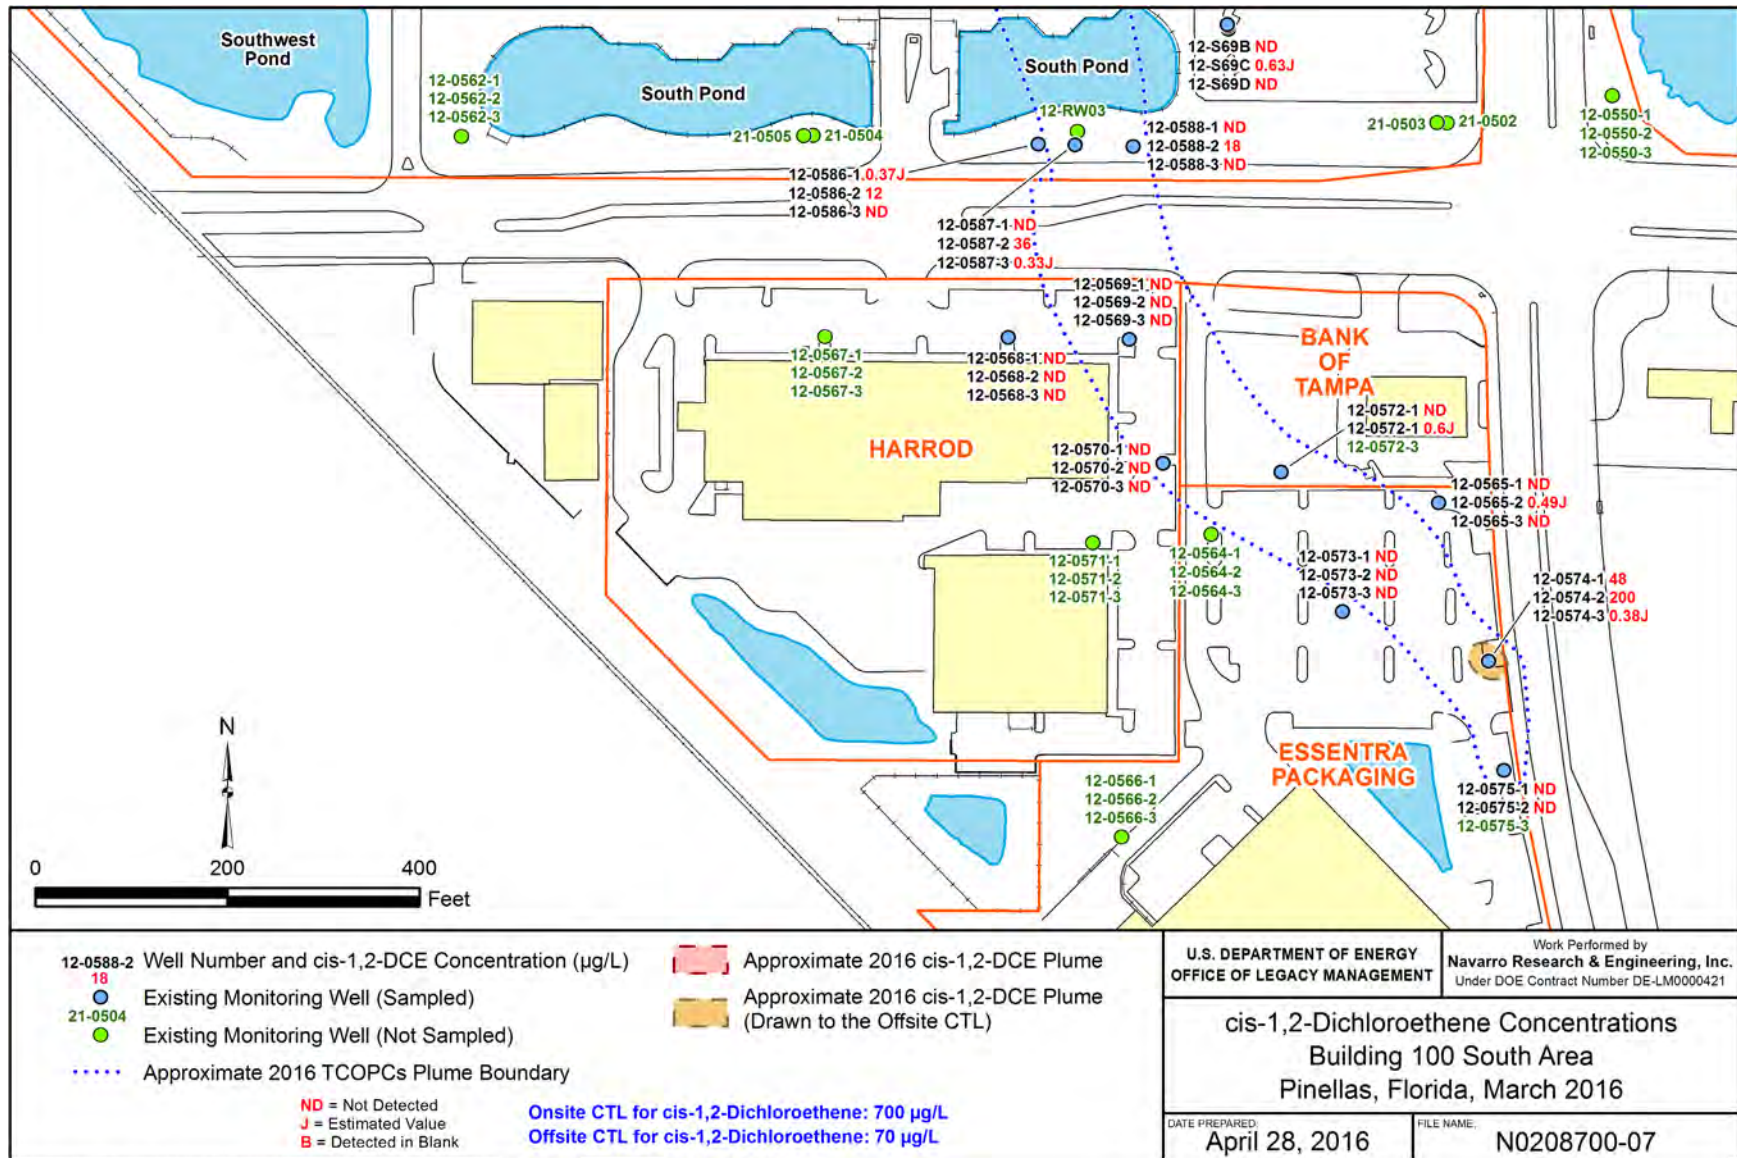 Southwest
Pond
12-0562-1
12-0562-2
12-0562-3
South Pond
21-0505
21-0504
South Pond
12-RW03
12-S69B ND
12-S69C 0.63J
12-S69D ND
12-0588-1 ND
12-0588-2 18
12-0588-3 ND
21-0503
21-0502
12-0550-1
12-0550-2
12-0550-3
12-0586-1 0.37J
12-0586-2 12
12-0586-3 ND
12-0587-1 ND
12-0587-2 36
12-0587-3 0.33J
12-0569-1 ND
12-0569-2 ND
12-0569-3 ND
12-0567-1
12-0567-2
12-0567-3
12-0568-1 ND
12-0568-2 ND
12-0568-3 ND
BANK
OF
TAMPA
12-0572-1 ND
12-0572-1 0.6J
12-0572-3
HARROD
12-0570-1 ND
12-0570-2 ND
12-0570-3 ND
12-0565-1 ND
12-0565-2 0.49J
12-0565-3 ND
12-0571-1
12-0571-2
12-0571-3
12-0564-1
12-0564-2
12-0564-3
12-0573-1 ND
12-0573-2 ND
12-0573-3 ND
12-0574-1 48
12-0574-2 200
12-0574-3 0.38J
ESSENTRA
PACKAGING
12-0566-1
12-0566-2
12-0566-3
12-0575-1 ND
12-0575-2 ND
12-0575-3
N
0 200 400
Feet
12-0588-2
18
Well Number and cis-1,2-DCE Concentration (µg/L)
Existing Monitoring Well (Sampled)
21-0504
Existing Monitoring Well (Not Sampled)
Approximate 2016 TCOPCs Plume Boundary
ND = Not Detected
J = Estimated Value
B = Detected in Blank
Approximate 2016 cis-1,2-DCE Plume
Approximate 2016 cis-1,2-DCE Plume
(Drawn to the Offsite CTL)
Onsite CTL for cis-1,2-Dichloroethene: 700 µg/L
Offsite CTL for cis-1,2-Dichloroethene: 70 µg/L
U.S. DEPARTMENT OF ENERGY
OFFICE OF LEGACY MANAGEMENT
Work Performed by
Navarro Research & Engineering, Inc.
Under DOE Contract Number DE-LM0000421
cis-1,2-Dichloroethene Concentrations
Building 100 South Area
Pinellas, Florida, March 2016
DATE PREPARED:
April 28, 2016
FILE NAME:
N0208700-07